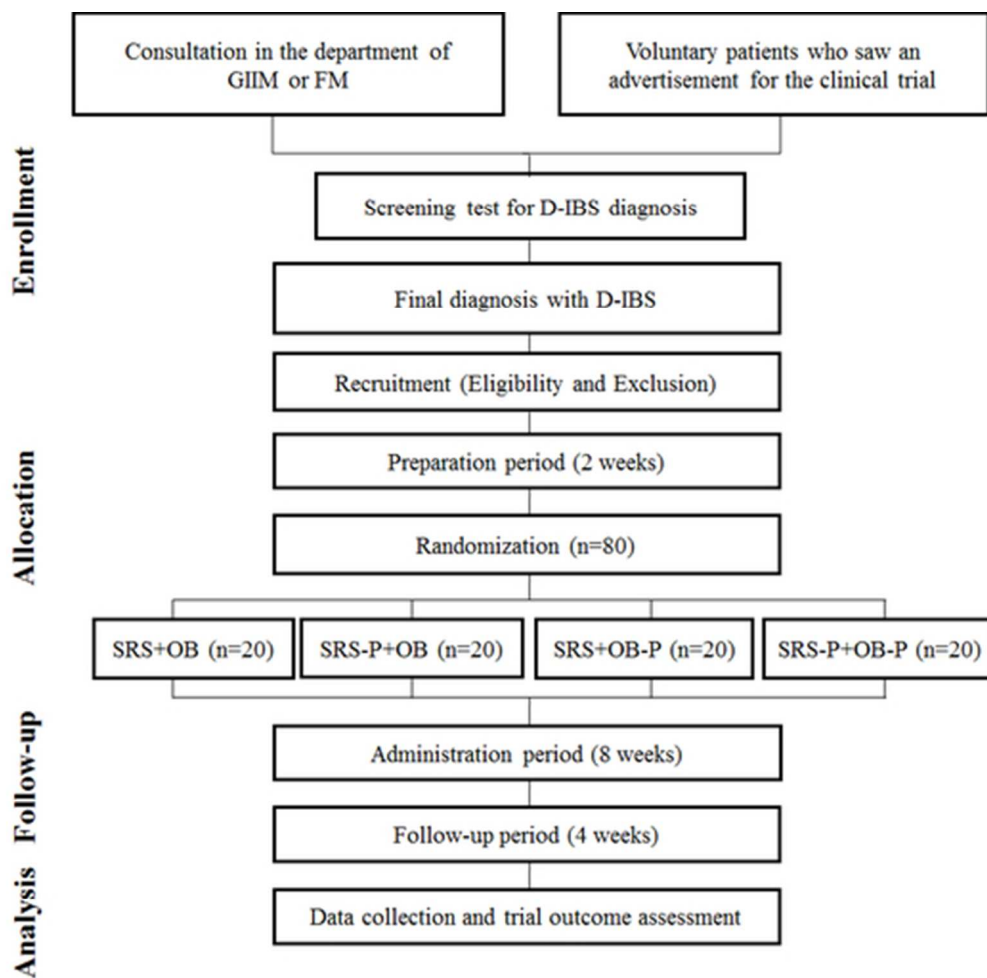 Consultation in the department of
GIIM or FM
Voluntary patients who saw an
advertisement for the clinical trial
Enrollment
Screening test for D-IBS diagnosis
Final diagnosis with D-IBS
Recruitment (Eligibility and Exclusion)
Allocation
Preparation period (2 weeks)
Randomization (n=80)
SRS+OB (n=20)
SRS-P+OB (n=20)
SRS+OB-P (n=20)
SRS-P+OB-P (n=20)
Follow-up
Administration period (8 weeks)
Follow-up period (4 weeks)
Analysis
Data collection and trial outcome assessment